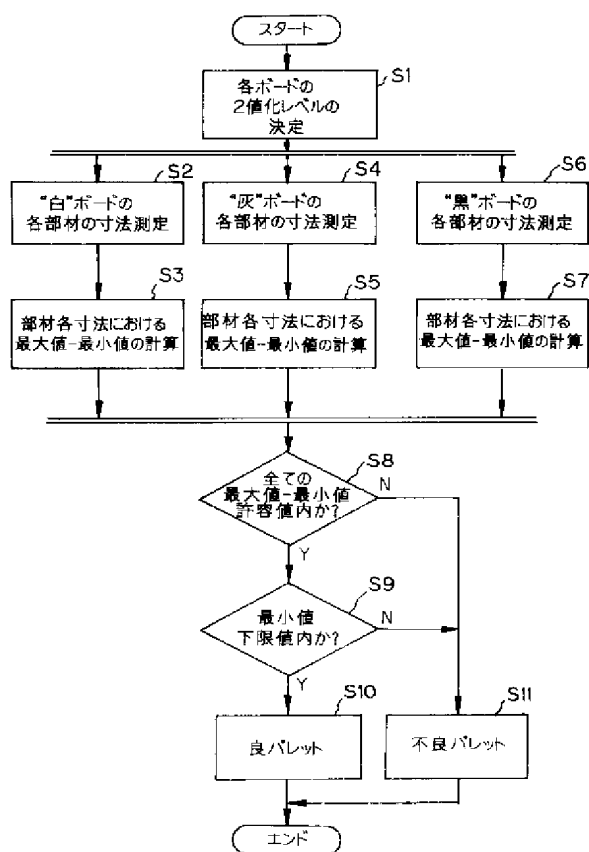 スタート
S1
各ボードの
2値化レベルの
決定
S2
"白"ボードの
各部材の寸法測定
S4
"灰"ボードの
各部材の寸法測定
S6
"黒"ボードの
各部材の寸法測定
S3
部材各寸法における
最大値-最小値の計算
S5
部材各寸法における
最大値-最小値の計算
S7
部材各寸法における
最大値-最小値の計算
S8
全ての
最大値-最小値
許容値内か?
N
Y
S9
最小値
下限値内か?
N
Y
S10
良パレット
S11
不良パレット
エンド